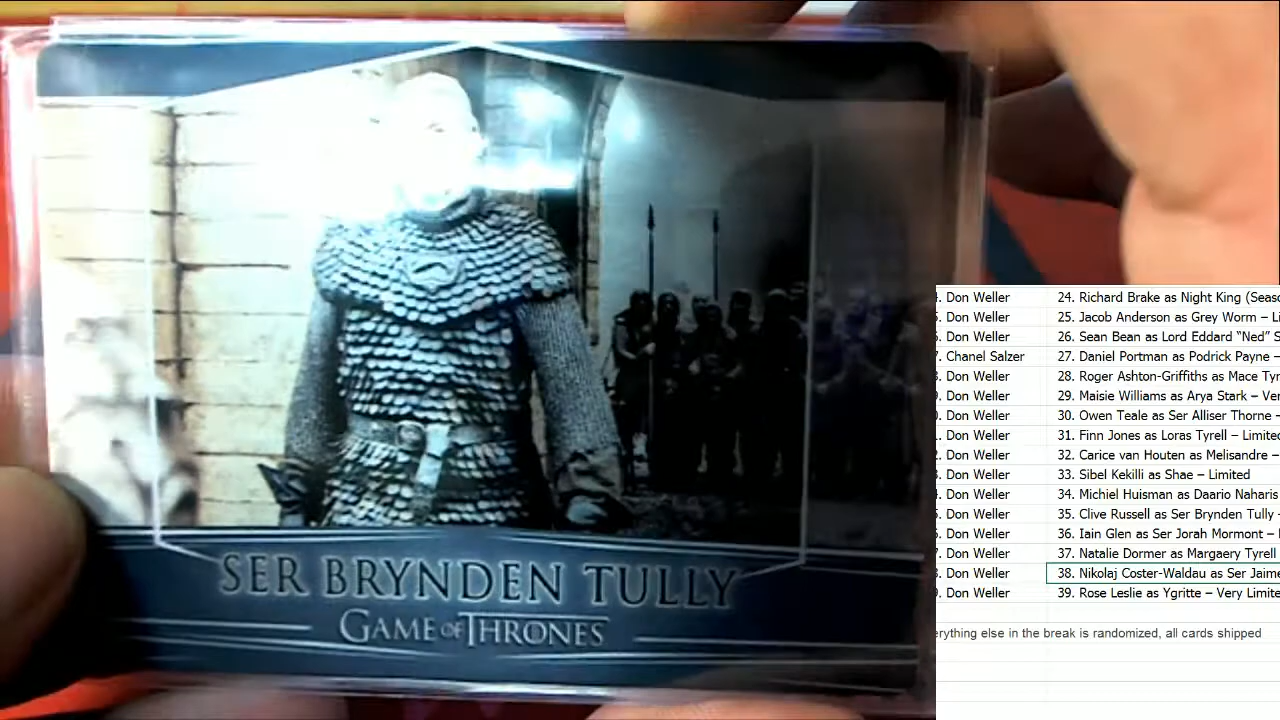 SER BRYNDEN TULLY
GAME OF THRONES
. Don Weller 24. Richard Brake as Night King (Seas
. Don Weller 25. Jacob Anderson as Grey Worm – Li
. Don Weller 26. Sean Bean as Lord Eddard “Ned” S
7. Chanel Salzer 27. Daniel Portman as Podrick Payne –
. Don Weller 28. Roger Ashton-Griffiths as Mace Tyr
. Don Weller 29. Maisie Williams as Arya Stark – Ver
. Don Weller 30. Owen Teale as Ser Alliser Thorne -
. Don Weller 31. Finn Jones as Loras Tyrell – Limited
. Don Weller 32. Carice van Houten as Melisandre –
. Don Weller 33. Sibel Kekilli as Shae – Limited
. Don Weller 34. Michiel Huisman as Daario Naharis
. Don Weller 35. Clive Russell as Ser Brynden Tully -
. Don Weller 36. Iain Glen as Ser Jorah Mormont –
7. Don Weller 37. Natalie Dormer as Margaery Tyrell
. Don Weller 38. Nikolaj Coster-Waldau as Ser Jaime
. Don Weller 39. Rose Leslie as Ygritte – Very Limite
erything else in the break is randomized, all cards shipped